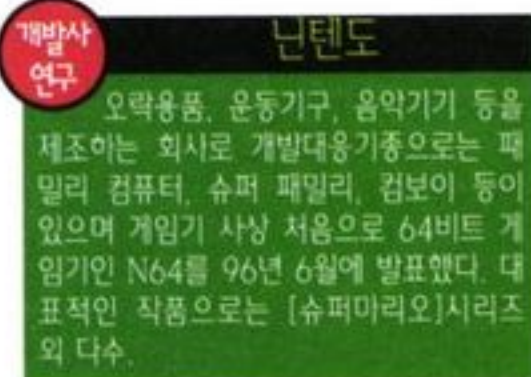 개발사
연구
닌텐도
오락용품, 운동기구, 음악기기 등을
제조하는 회사로 개발대응기종으로는 패
밀리 컴퓨터, 슈퍼 패밀리, 컴보이 등이
있으며 게임기 사상 처음으로 64비트 게
임기인 N64를 96년 6월에 발표했다. 대
표적인 작품으로는 [슈퍼마리오]시리즈
외 다수.